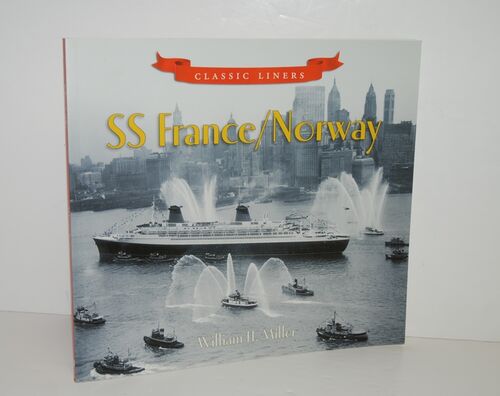 CLASSIC LINERS
SS France/Norway
William H. Miller